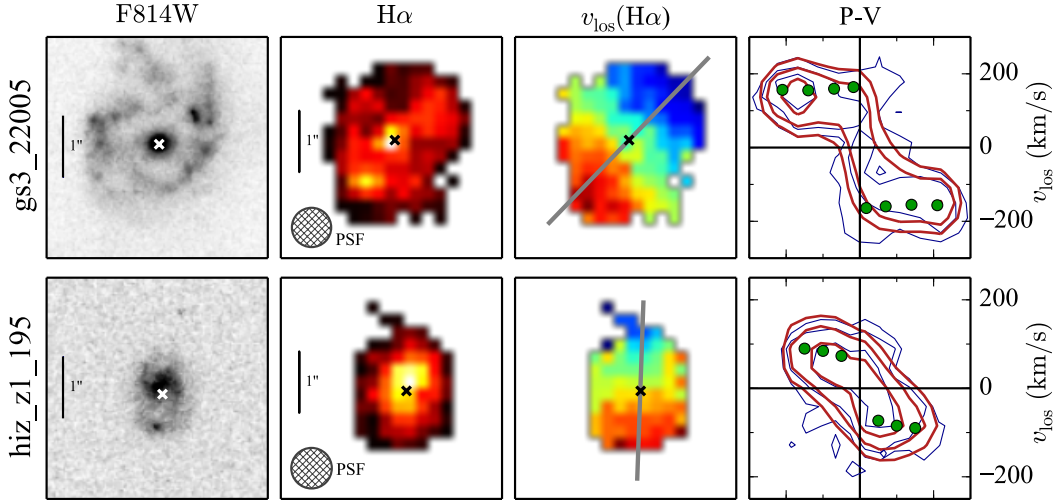 F814W Hα v_los(Hα) P-V
gs3_22005
1"
1"
PSF
200
0
−200
v_los (km/s)
hiz_z1_195
1"
1"
PSF
200
0
−200
v_los (km/s)